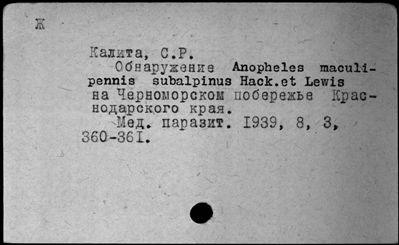 Ж
Калита, С.Р.
Обнаружение Anopheles maculi-
pennis subalpinus Hack.et Lewis
на Черноморском побережье Крас-
нодарского края.
Мед. паразит. 1939, 8, 3,
360-361.